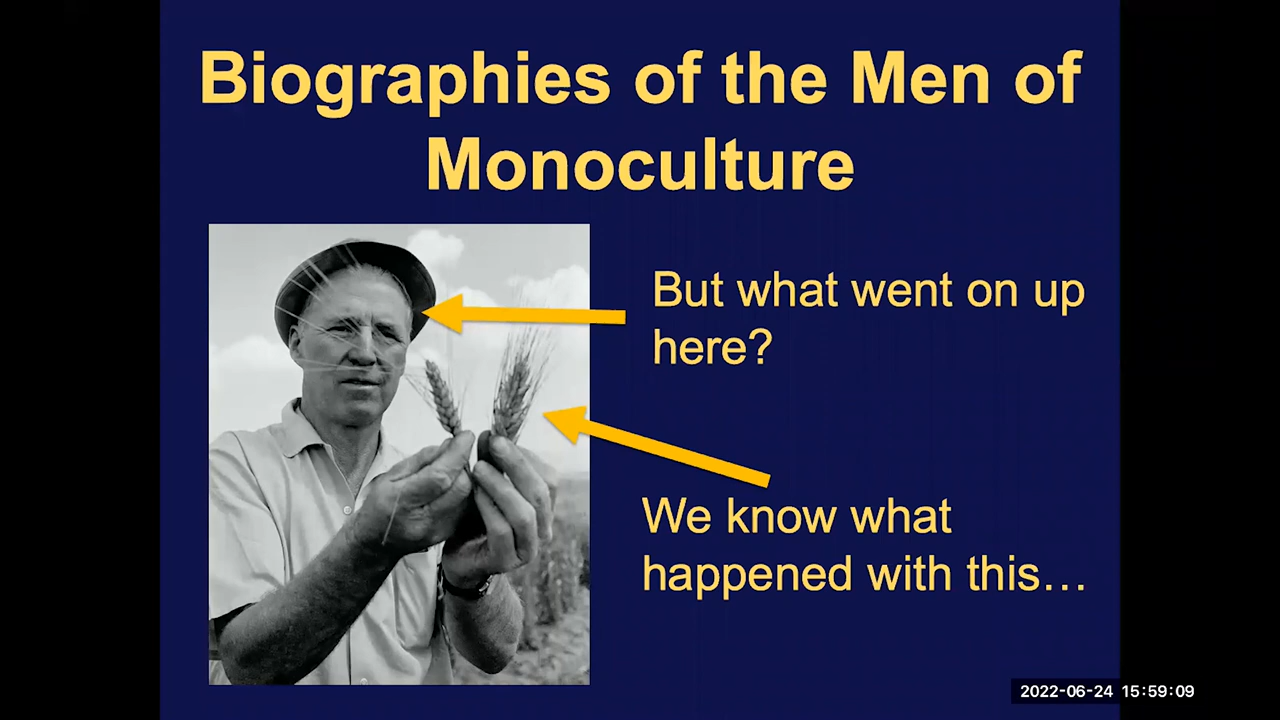 Biographies of the Men of
Monoculture
But what went on up
here?
We know what
happened with this…
2022-06-24 15:59:09